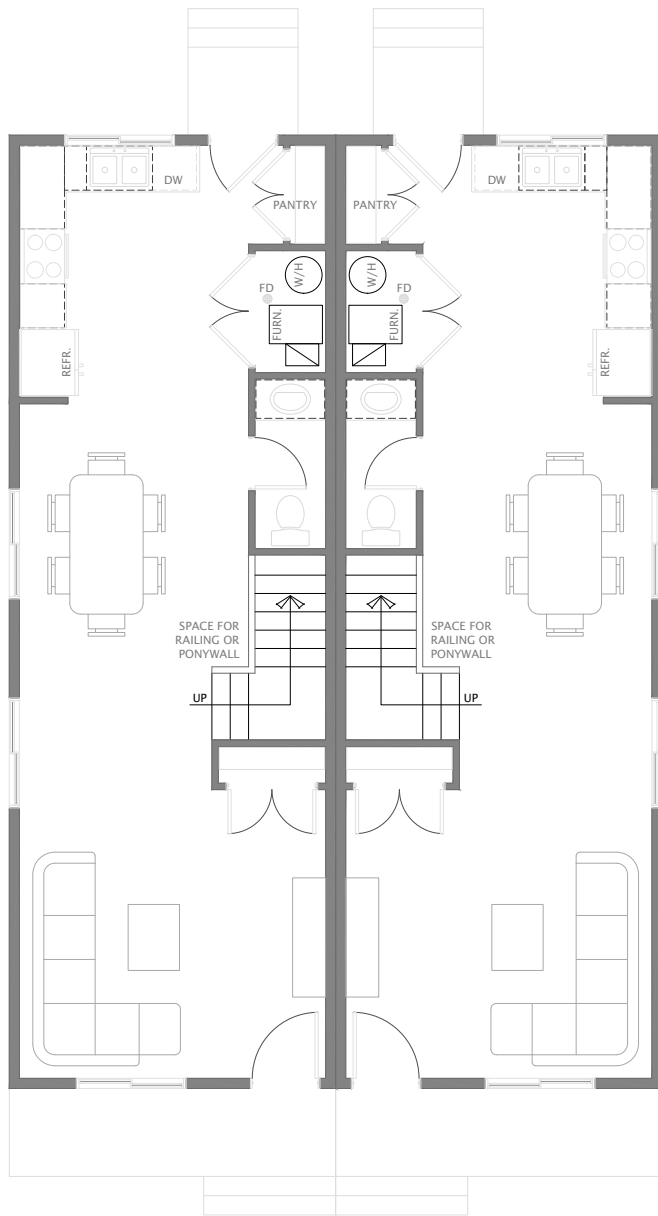 DW
DW
PANTRY
PANTRY
W/H
W/H
FD
FD
FURN.
FURN.
REFR.
REFR.
SPACE FOR
RAILING OR
PONYWALL
SPACE FOR
RAILING OR
PONYWALL
UP
UP